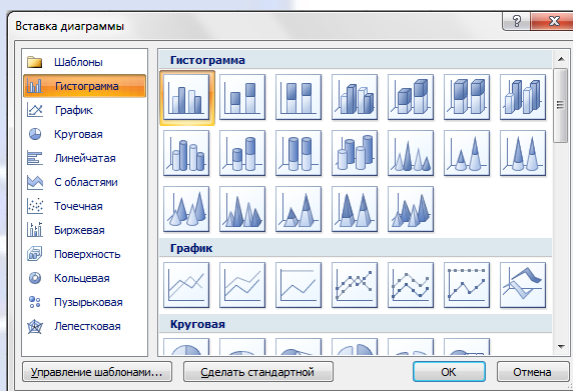 Вставка диаграммы
Шаблоны
Гистограмма
График
Круговая
Линейчатая
С областями
Точечная
Биржевая
Поверхность
Кольцевая
Пузырьковая
Лепестковая
Гистограмма
График
Круговая
Управление шаблонами...
Сделать стандартной
ОК
Отмена